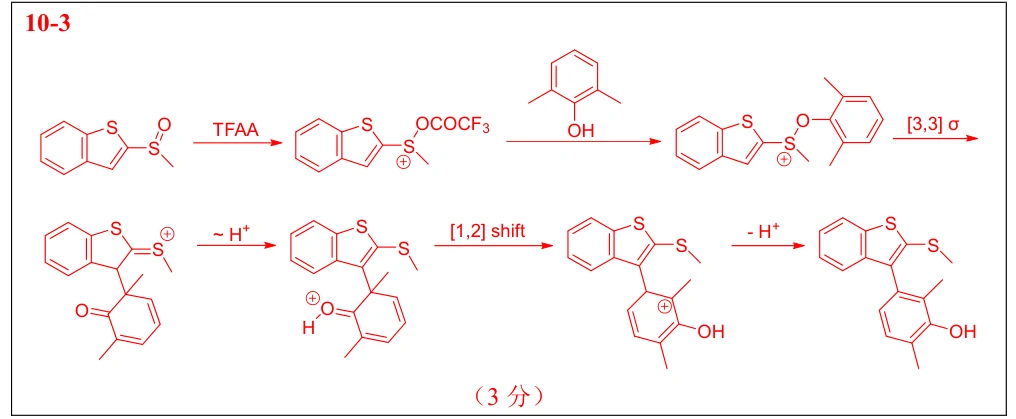 10-3
S
O
S
TFAA
S
OCOCF3
S
⊕
OH
S
O
S
⊕
[3,3] σ
S
⊕
S
O
~ H+
S
S
⊕
O
H
[1,2] shift
S
S
⊕
OH
- H+
S
S
OH
(3 分)